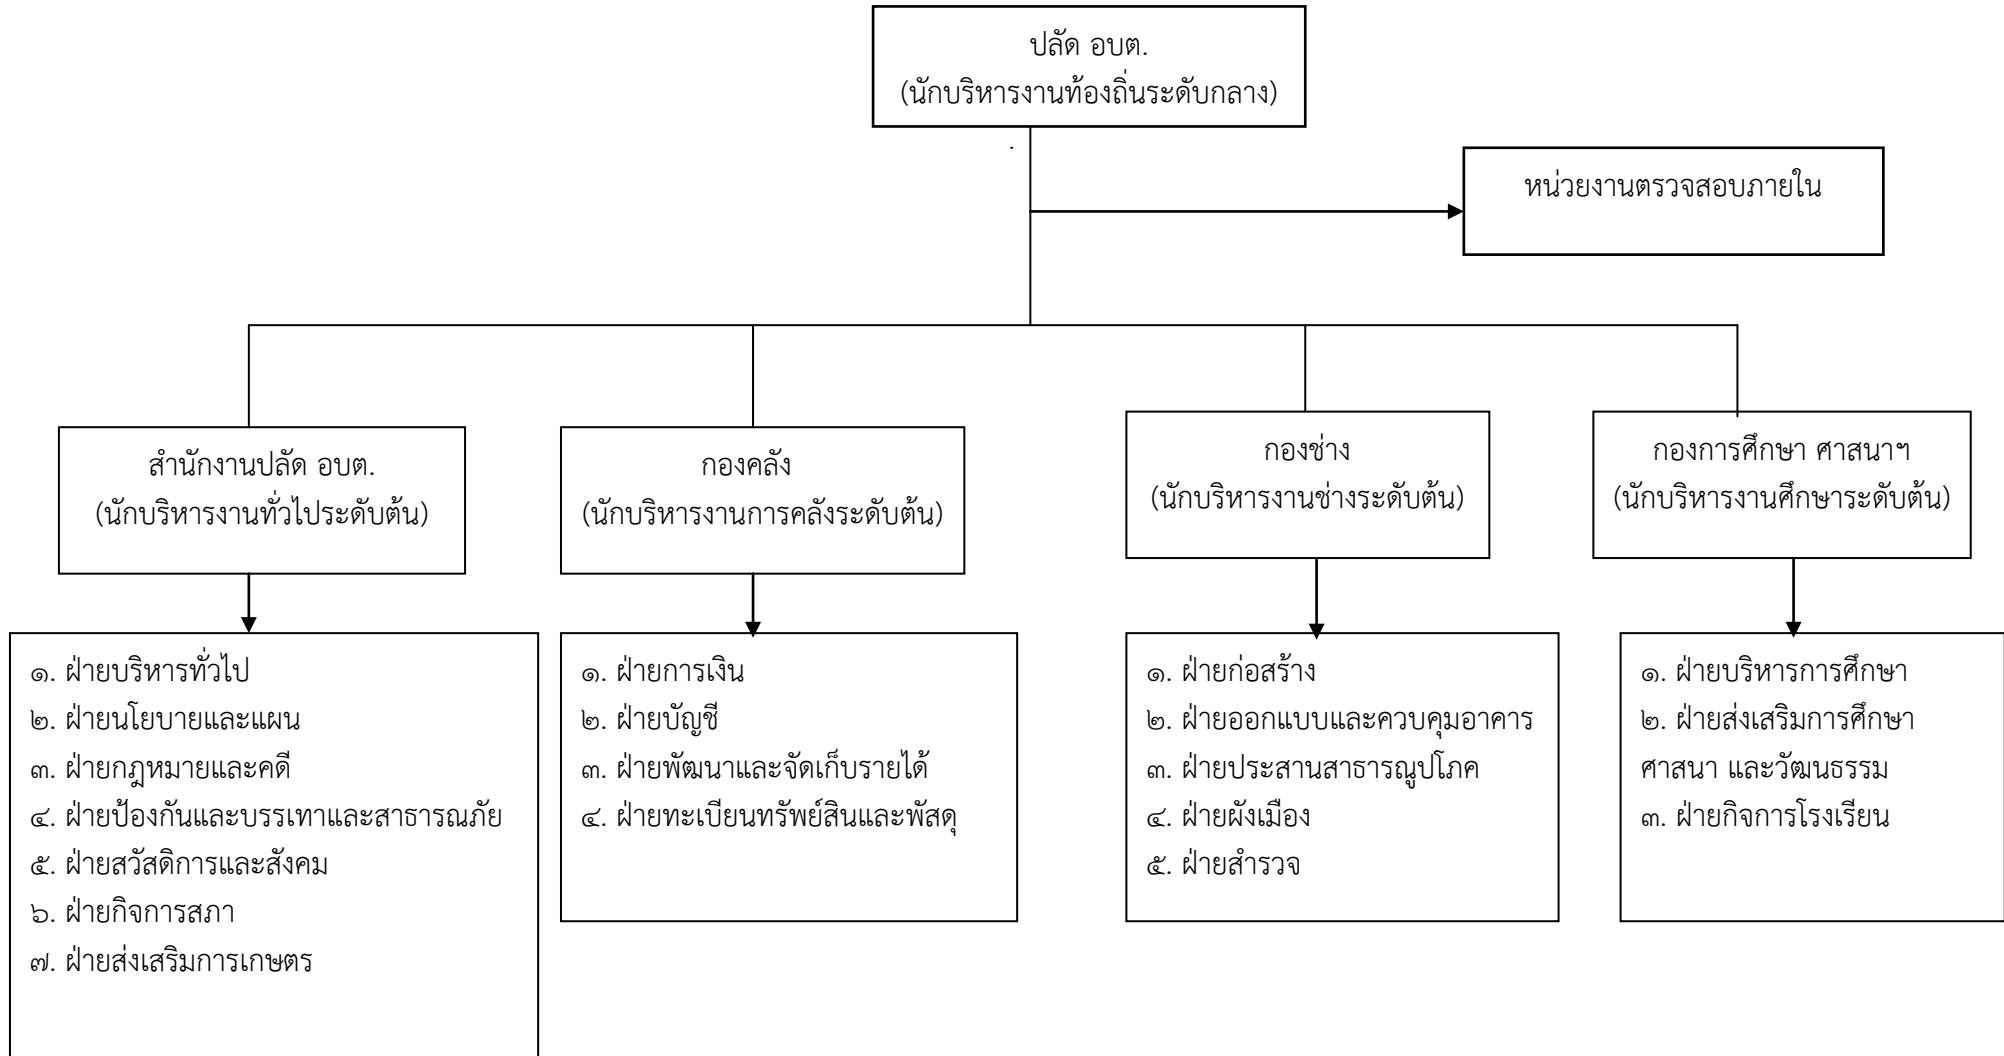 ปลัด อบต.
(นักบริหารงานท้องถิ่นระดับกลาง)
หน่วยงานตรวจสอบภายใน
สำนักงานปลัด อบต.
(นักบริหารงานทั่วไประดับต้น)
กองคลัง
(นักบริหารงานการคลังระดับต้น)
กองช่าง
(นักบริหารงานช่างระดับต้น)
กองการศึกษา ศาสนาฯ
(นักบริหารงานศึกษาระดับต้น)
๑. ฝ่ายบริหารทั่วไป
๒. ฝ่ายนโยบายและแผน
๓. ฝ่ายกฎหมายและคดี
๔. ฝ่ายป้องกันและบรรเทาและสาธารณภัย
๕. ฝ่ายสวัสดิการและสังคม
๖. ฝ่ายกิจการสภา
๗. ฝ่ายส่งเสริมการเกษตร
๑. ฝ่ายการเงิน
๒. ฝ่ายบัญชี
๓. ฝ่ายพัฒนาและจัดเก็บรายได้
๔. ฝ่ายทะเบียนทรัพย์สินและพัสดุ
๑. ฝ่ายก่อสร้าง
๒. ฝ่ายออกแบบและควบคุมอาคาร
๓. ฝ่ายประสานสาธารณูปโภค
๔. ฝ่ายผังเมือง
๕. ฝ่ายสำรวจ
๑. ฝ่ายบริหารการศึกษา
๒. ฝ่ายส่งเสริมการศึกษา
ศาสนา และวัฒนธรรม
๓. ฝ่ายกิจการโรงเรียน